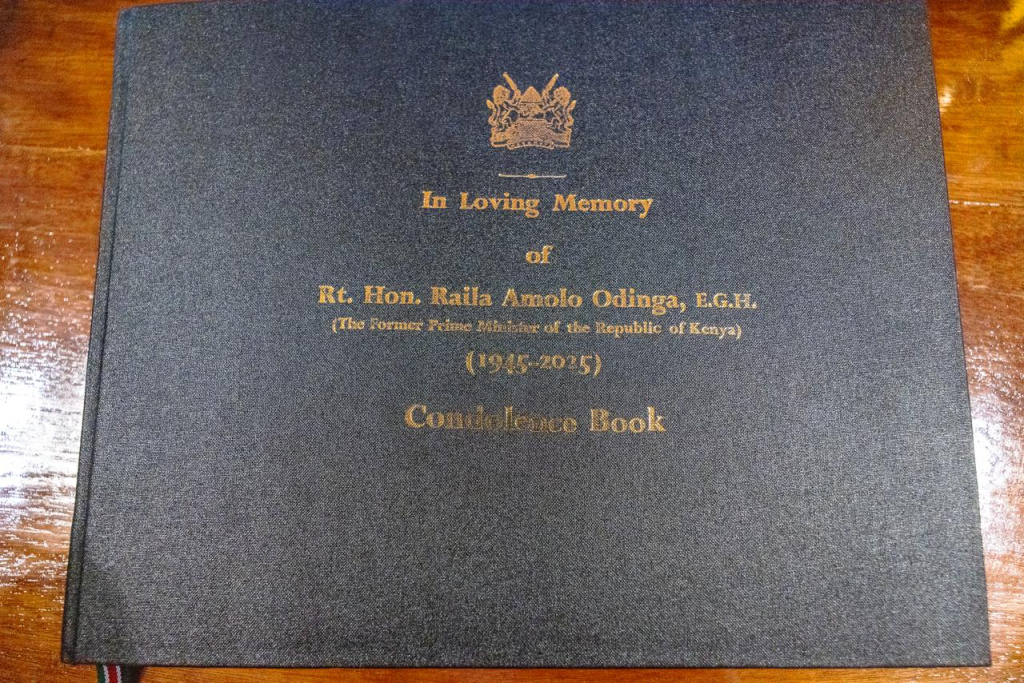 In Loving Memory
of
Rt. Hon. Raila Amolo Odinga, E.G.H.
(The Former Prime Minister of the Republic of Kenya)
(1945-2025)
Condolence Book